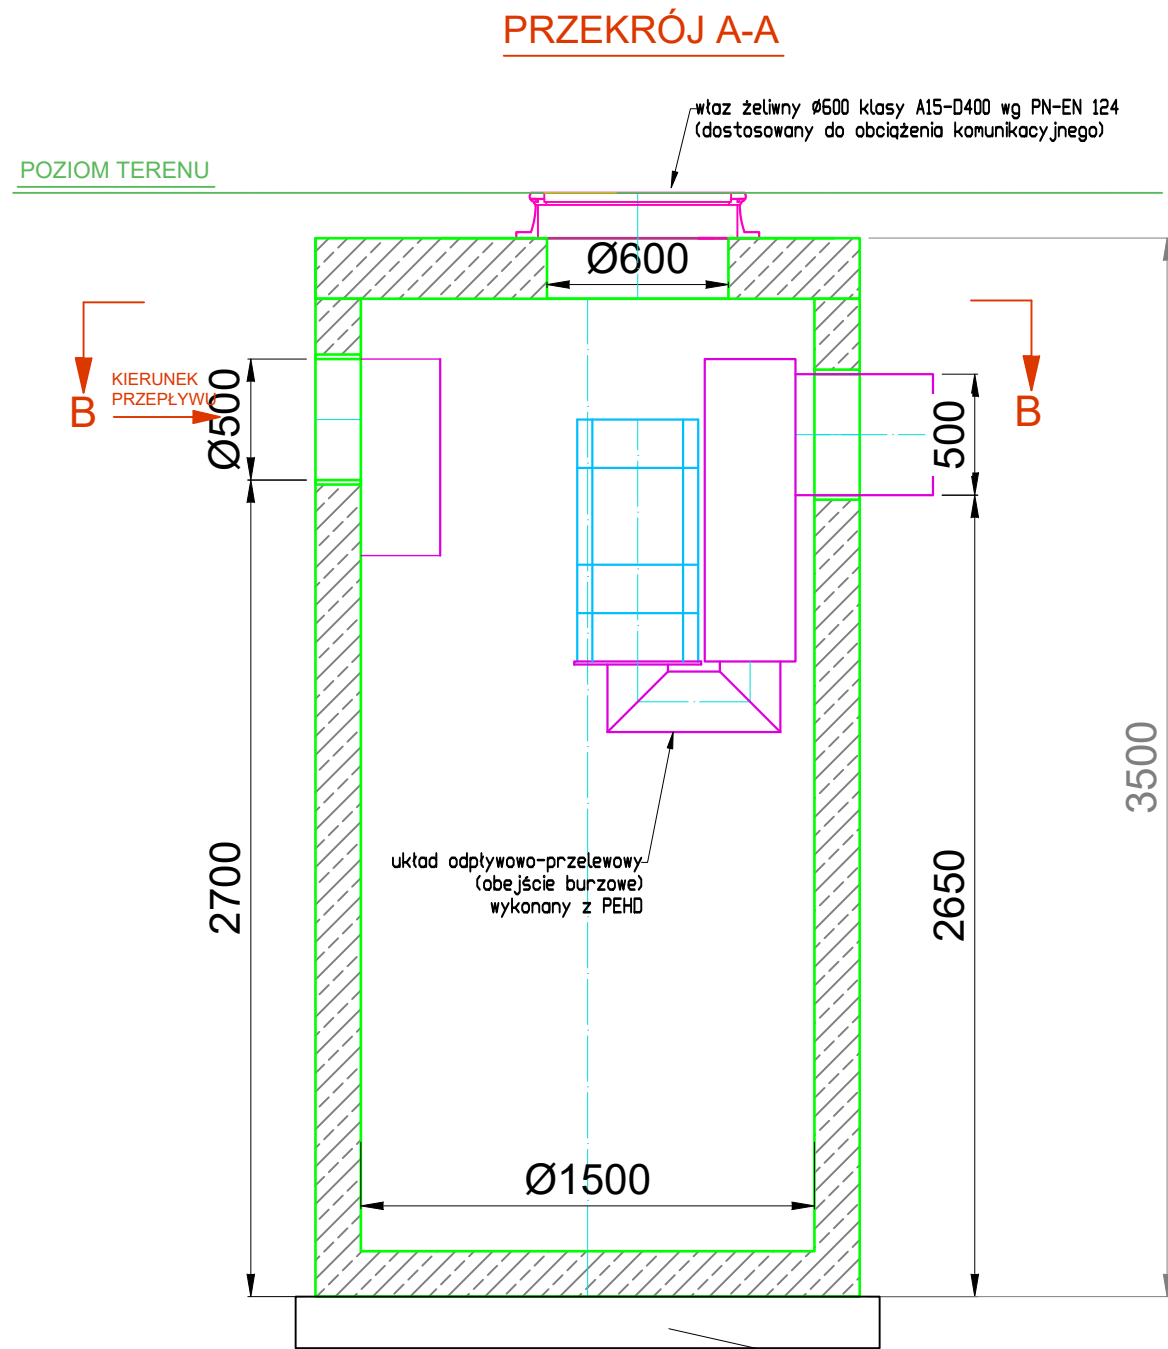 PRZEKRÓJ A-A
właz żeliwny Ø600 klasy A15-D400 wg PN-EN 124
(dostosowany do obciążenia komunikacyjnego)
POZIOM TERENU
Ø600
KIERUNEK
PRZEPŁYWU
B
B
Ø500
500
3500
układ odpływowo-przelewowy
(obejście burzowe)
wykonany z PEHD
2700
2650
Ø1500